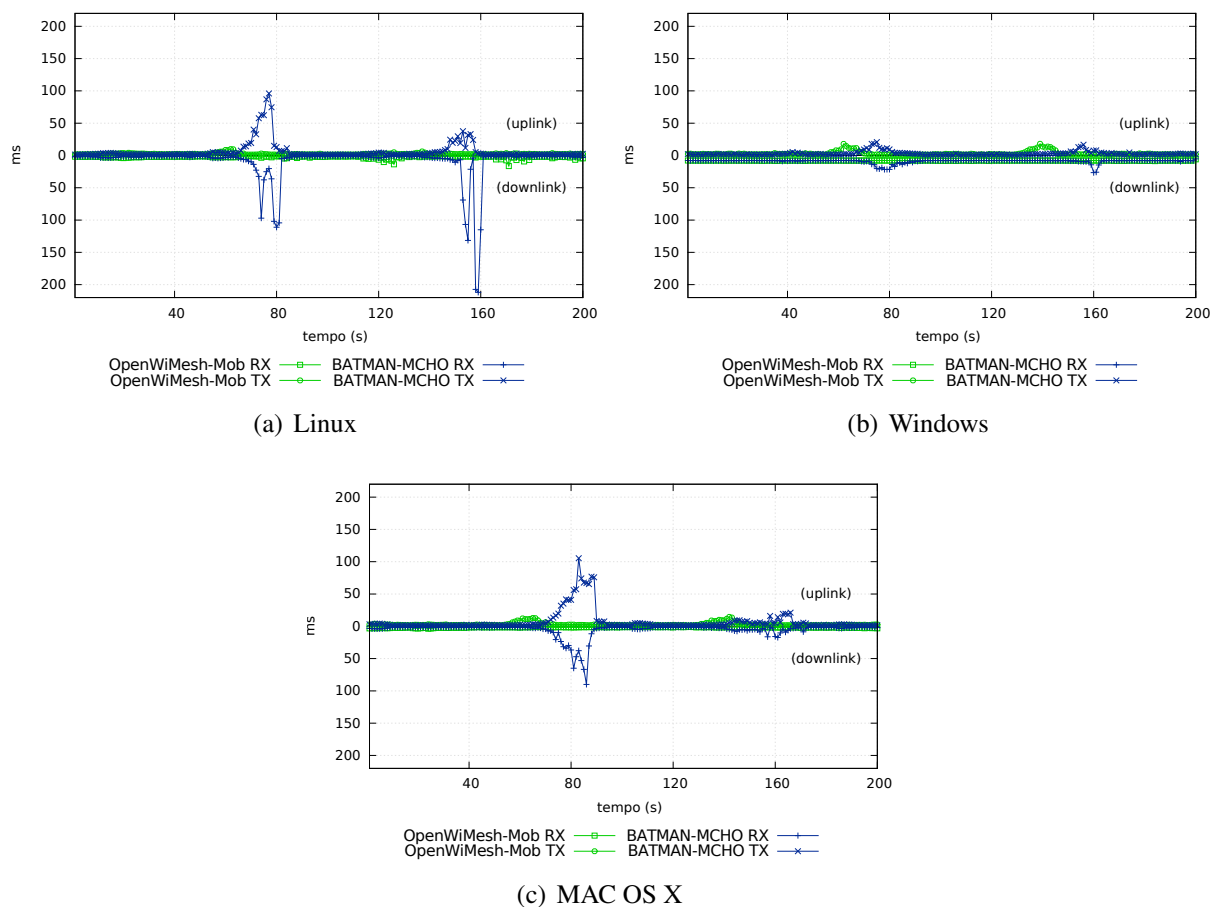 200
150
100
50
0
50
100
150
200
ms
(uplink)
(downlink)
40 80 120 160 200
tempo (s)
OpenWiMesh-Mob RX BATMAN-MCHO RX
OpenWiMesh-Mob TX BATMAN-MCHO TX
(a) Linux
200
150
100
50
0
50
100
150
200
ms
(uplink)
(downlink)
40 80 120 160 200
tempo (s)
OpenWiMesh-Mob RX BATMAN-MCHO RX
OpenWiMesh-Mob TX BATMAN-MCHO TX
(b) Windows
200
150
100
50
0
50
100
150
200
ms
(uplink)
(downlink)
40 80 120 160 200
tempo (s)
OpenWiMesh-Mob RX BATMAN-MCHO RX
OpenWiMesh-Mob TX BATMAN-MCHO TX
(c) MAC OS X